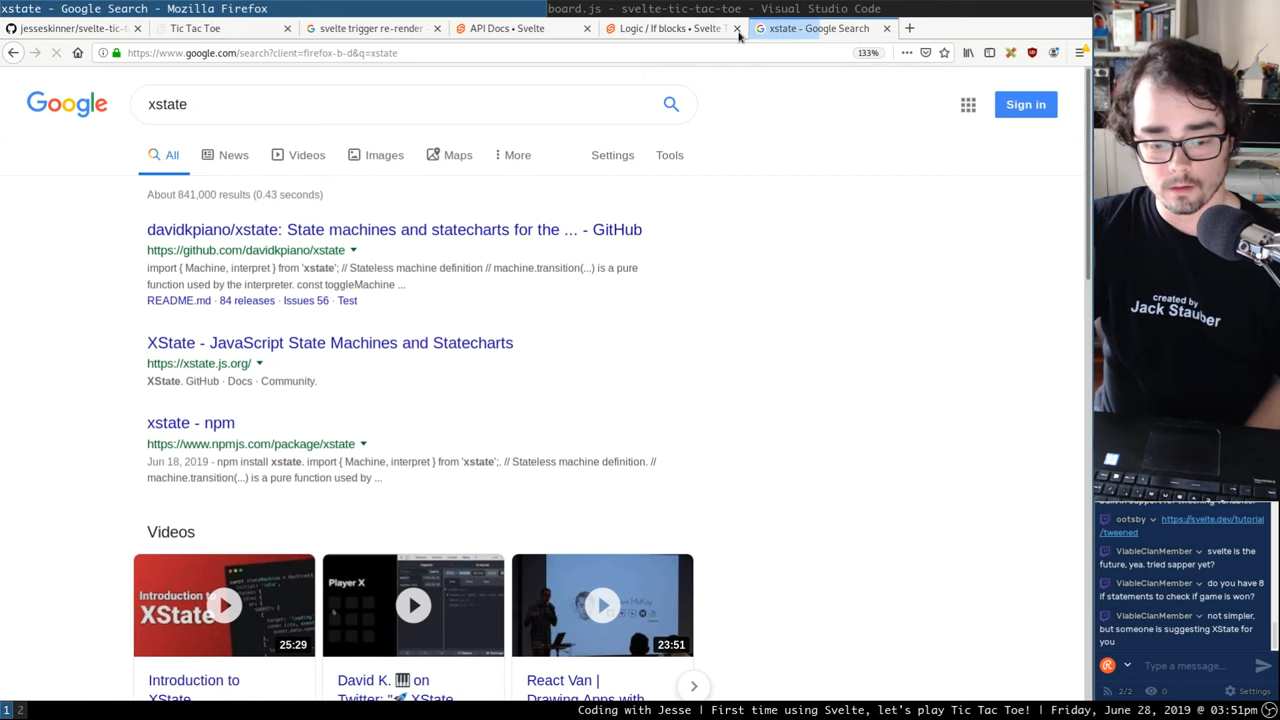 xstate - Google Search - Mozilla Firefox
board.js - svelte-tic-tac-toe - Visual Studio Code
jesseskinner/svelte-tic-
Tic Tac Toe
svelte trigger re-render
API Docs • Svelte
Logic / If blocks • Svelte T
xstate - Google Search
https://www.google.com/search?client=firefox-b-d&q=xstate
133%
Google
xstate
Sign in
All
News
Videos
Images
Maps
More
Settings
Tools
About 841,000 results (0.43 seconds)
davidkpiano/xstate: State machines and statecharts for the ... - GitHub
https://github.com/davidkpiano/xstate
import { Machine, interpret } from 'xstate'; // Stateless machine definition // machine.transition(...) is a pure
function used by the interpreter. const toggleMachine ...
README.md · 84 releases · Issues 56 · Test
XState - JavaScript State Machines and Statecharts
https://xstate.js.org/
XState. GitHub · Docs · Community.
xstate - npm
https://www.npmjs.com/package/xstate
Jun 18, 2019 - npm install xstate. import { Machine, interpret } from 'xstate';. // Stateless machine definition. //
machine.transition(...) is a pure function used by ...
Videos
Introduction to
XState
25:29
Player X
23:51
Introduction to
XState
David K. 🎹 on
Twitter: "🚀 XState
React Van |
Drawing Apps with
created by
Jack Stauber
ootsby https://svelte.dev/tutorial
/tweened
ViableClanMember svelte is the
future, yea. tried sapper yet?
ViableClanMember do you have 8
if statements to check if game is won?
ViableClanMember not simpler,
but someone is suggesting XState for
you
Type a message...
2/2
0
Settings
1 2
Coding with Jesse | First time using Svelte, let's play Tic Tac Toe! | Friday, June 28, 2019 @ 03:51pm